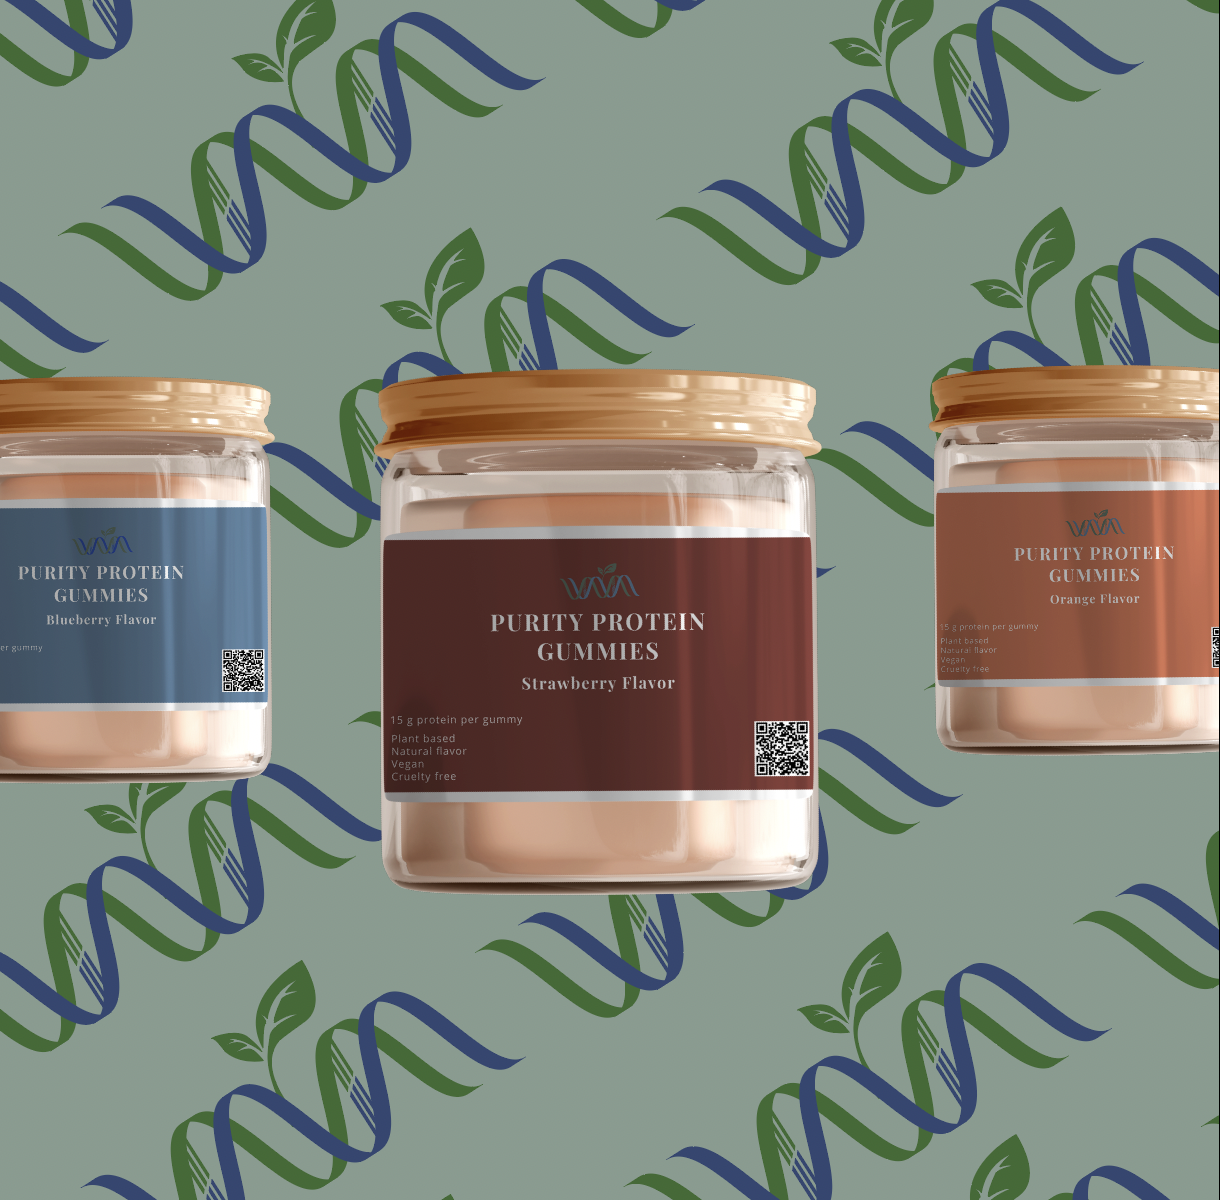 PURITY PROTEIN
GUMMIES
Blueberry Flavor
er gummy
PURITY PROTEIN
GUMMIES
Strawberry Flavor
15 g protein per gummy
Plant based
Natural flavor
Vegan
Cruelty free
PURITY PROTEIN
GUMMIES
Orange Flavor
15 g protein per gummy
Plant based
Natural flavor
Vegan
Cruelty free